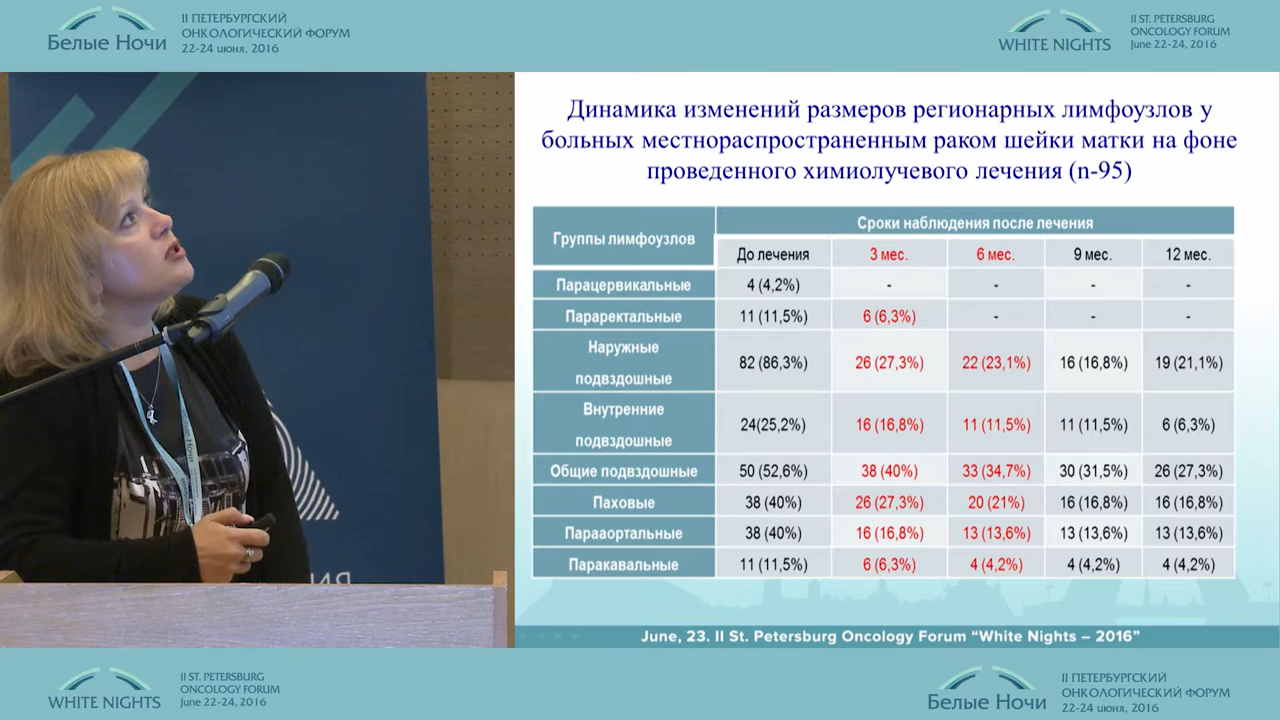 Белые Ночи
II ПЕТЕРБУРГСКИЙ
ОНКОЛОГИЧЕСКИЙ ФОРУМ
22-24 июня, 2016
WHITE NIGHTS
II ST. PETERSBURG
ONCOLOGY FORUM
June 22-24, 2016
Динамика изменений размеров регионарных лимфоузлов у
больных местнораспространенным раком шейки матки на фоне
проведенного химиолучевого лечения (n-95)
Группы лимфоузлов
Сроки наблюдения после лечения
До лечения 3 мес. 6 мес. 9 мес. 12 мес.
Парацервикальные 4 (4,2%) - - - -
Параректальные 11 (11,5%) 6 (6,3%) - - -
Наружные
подвздошные
82 (86,3%) 26 (27,3%) 22 (23,1%) 16 (16,8%) 19 (21,1%)
Внутренние
подвздошные
24(25,2%) 16 (16,8%) 11 (11,5%) 11 (11,5%) 6 (6,3%)
Общие подвздошные 50 (52,6%) 38 (40%) 33 (34,7%) 30 (31,5%) 26 (27,3%)
Паховые 38 (40%) 26 (27,3%) 20 (21%) 16 (16,8%) 16 (16,8%)
Парааортальные 38 (40%) 16 (16,8%) 13 (13,6%) 13 (13,6%) 13 (13,6%)
Паракавальные 11 (11,5%) 6 (6,3%) 4 (4,2%) 4 (4,2%) 4 (4,2%)
June, 23. II St. Petersburg Oncology Forum “White Nights – 2016”
WHITE NIGHTS
II ST. PETERSBURG
ONCOLOGY FORUM
June 22-24, 2016
Белые Ночи
II ПЕТЕРБУРГСКИЙ
ОНКОЛОГИЧЕСКИЙ ФОРУМ
22-24 июня, 2016